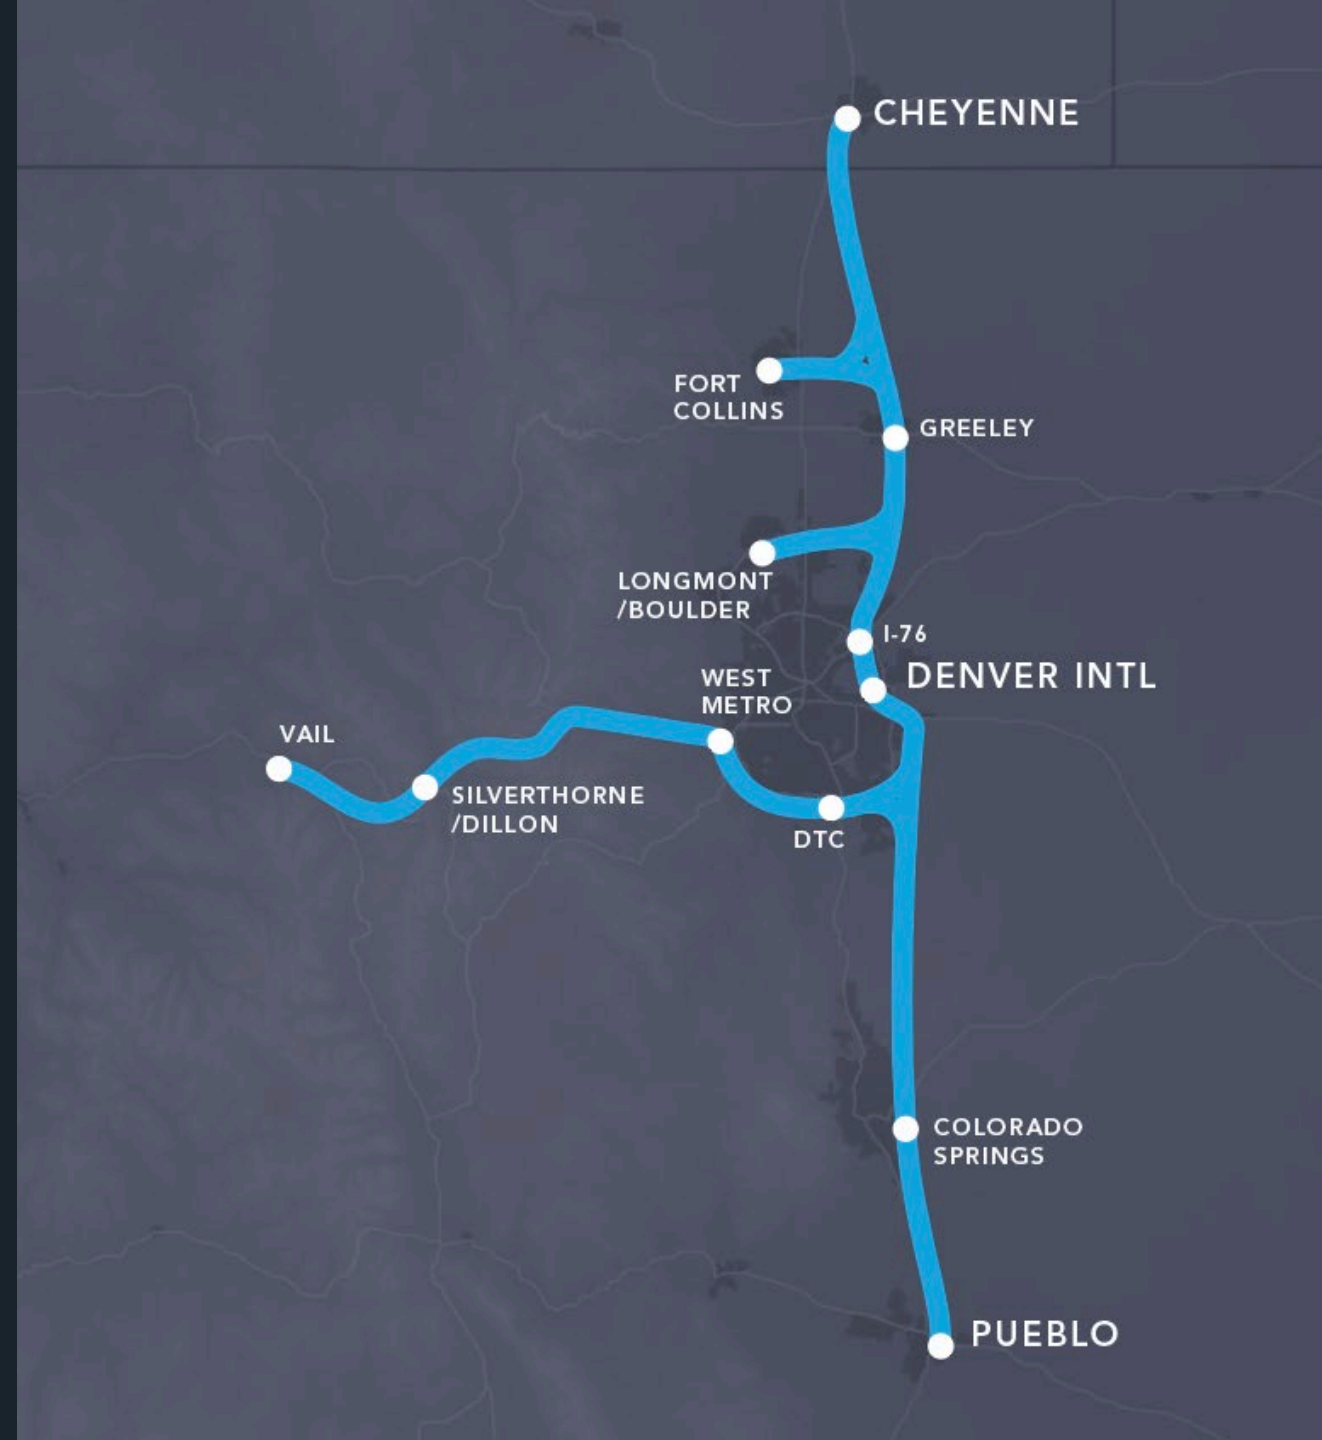 CHEYENNE
FORT
COLLINS
GREELEY
LONGMONT
/BOULDER
I-76
DENVER INTL
WEST
METRO
VAIL
SILVERTHORNE
/DILLON
DTC
COLORADO
SPRINGS
PUEBLO